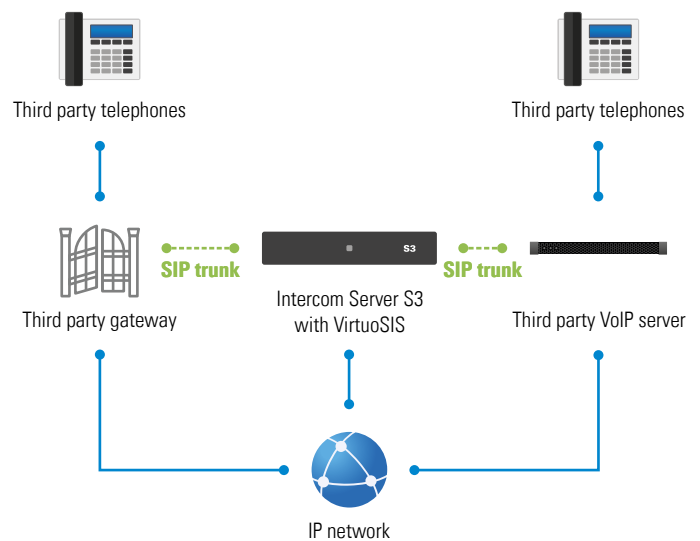 Third party telephones
Third party telephones
S3
SIP trunk
SIP trunk
Intercom Server S3
with VirtuoSIS
Third party gateway
Third party VoIP server
IP network